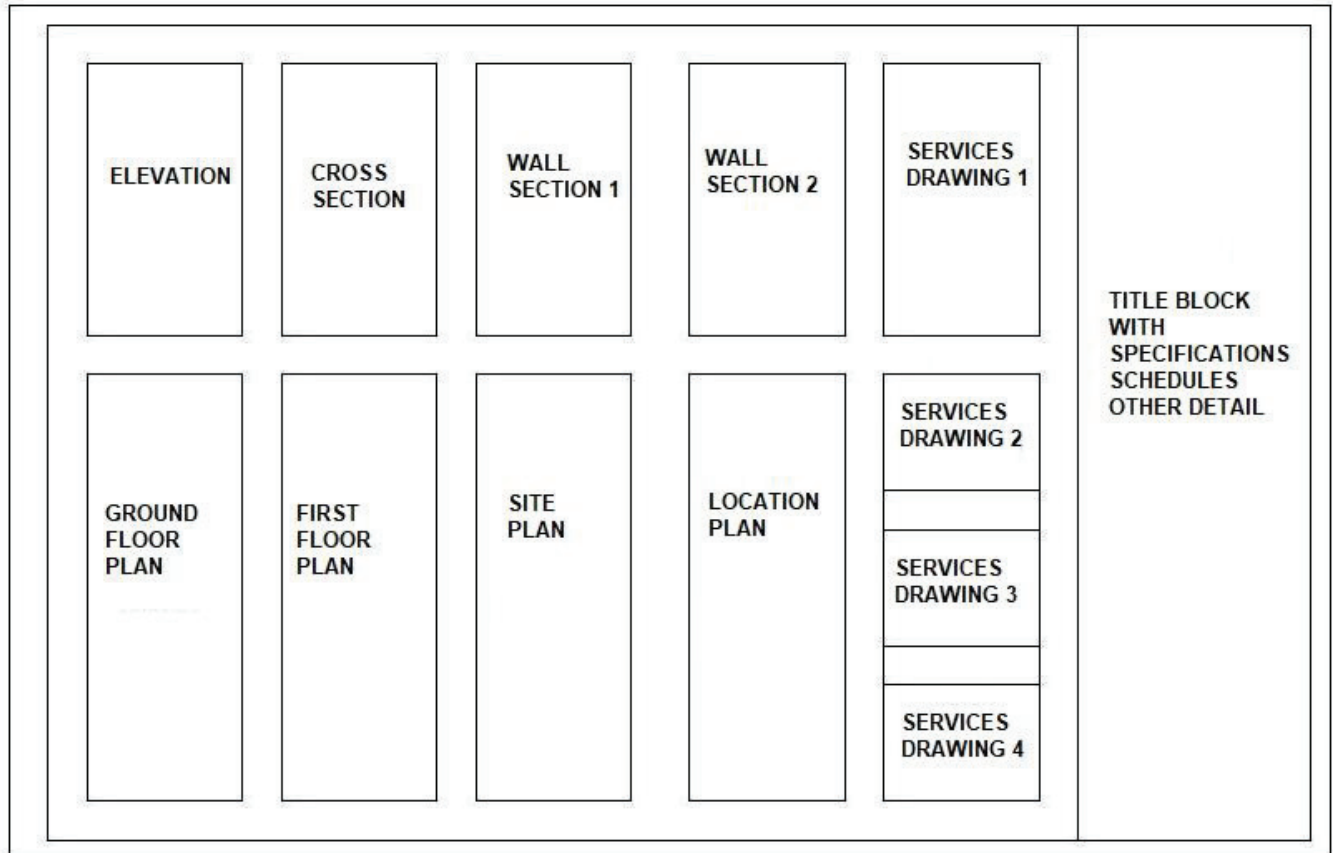 ELEVATION
CROSS
SECTION
WALL
SECTION 1
WALL
SECTION 2
SERVICES
DRAWING 1
TITLE BLOCK
WITH
SPECIFICATIONS
SCHEDULES
OTHER DETAIL
GROUND
FLOOR
PLAN
FIRST
FLOOR
PLAN
SITE
PLAN
LOCATION
PLAN
SERVICES
DRAWING 2
SERVICES
DRAWING 3
SERVICES
DRAWING 4